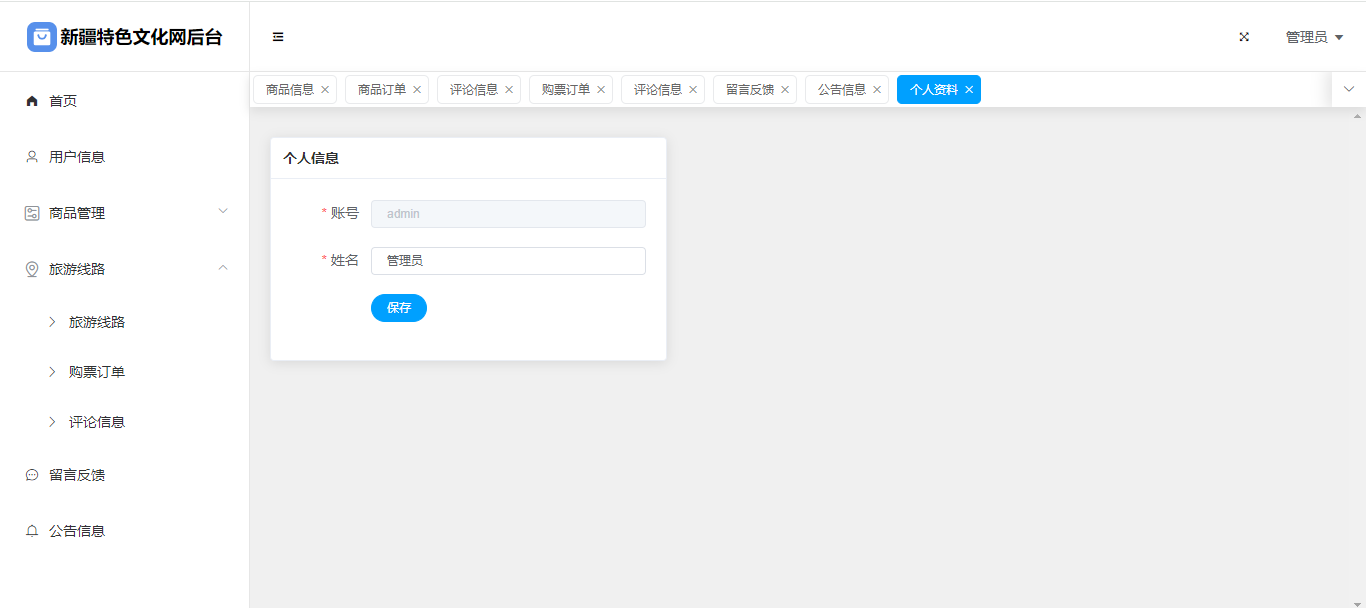 新疆特色文化网后台
管理员
首页
用户信息
商品管理
旅游线路
旅游线路
购票订单
评论信息
留言反馈
公告信息
商品信息 商品订单 评论信息 购票订单 评论信息 留言反馈 公告信息 个人资料
个人信息
* 账号 admin
* 姓名 管理员
保存